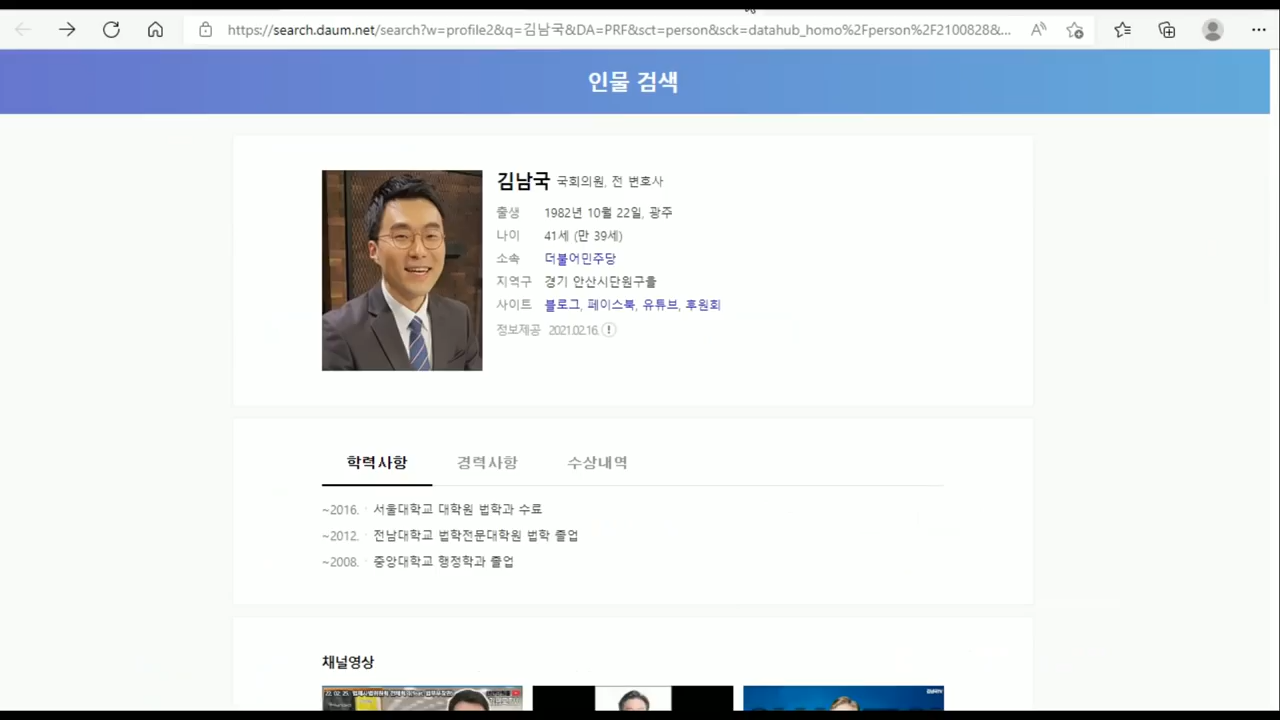 https://search.daum.net/search?w=profile2&q=김남국&DA=PRF&sct=person&sck=datahub_homo%2Fperson%2F2100828&...
인물 검색
김남국 국회의원, 전 변호사
출생 1982년 10월 22일, 광주
나이 41세 (만 39세)
소속 더불어민주당
지역구 경기 안산시단원구을
사이트 블로그, 페이스북, 유튜브, 후원회
정보제공 2021.02.16.
학력사항 경력사항 수상내역
~2016. 서울대학교 대학원 법학과 수료
~2012. 전남대학교 법학전문대학원 법학 졸업
~2008. 중앙대학교 행정학과 졸업
채널영상